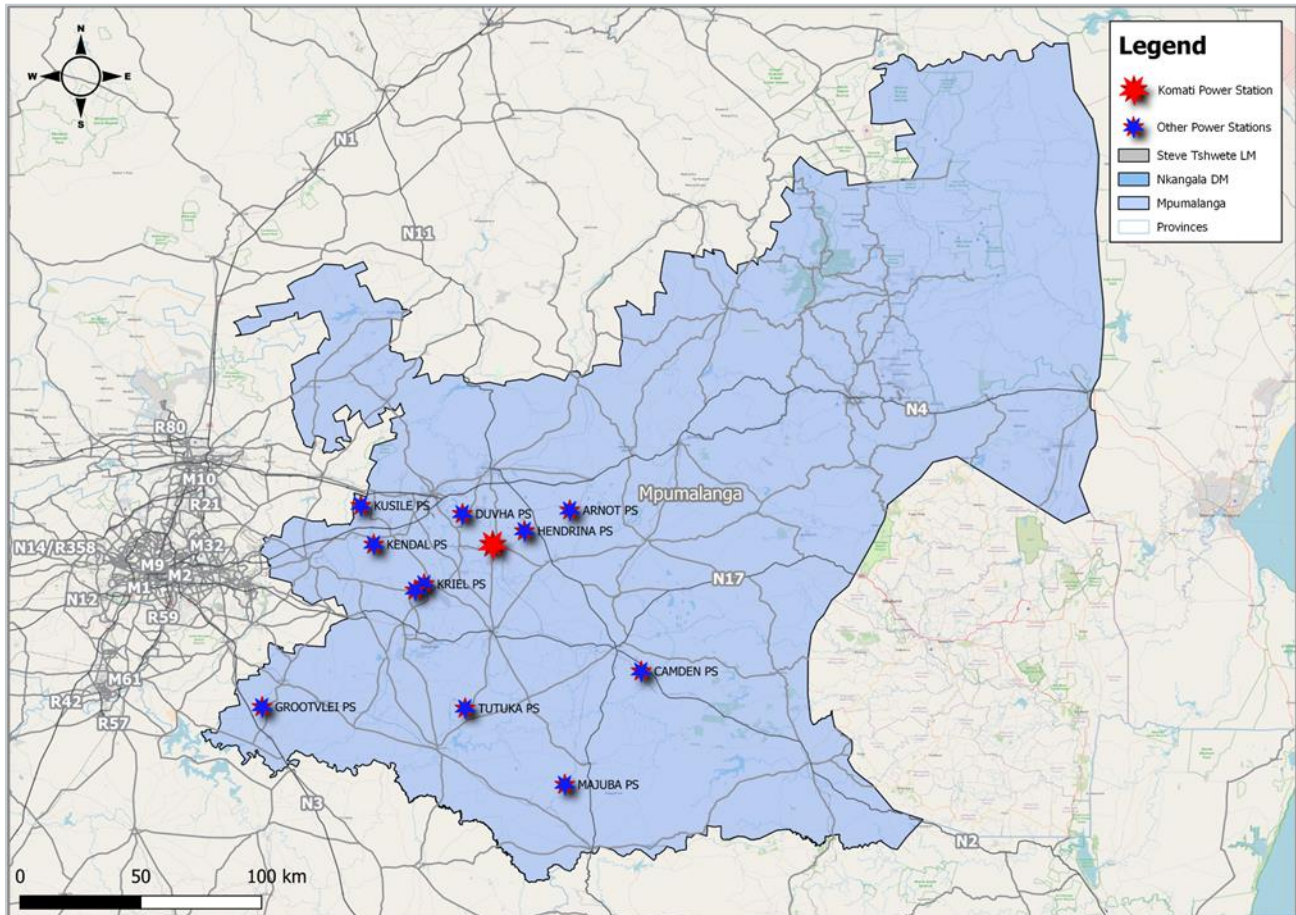 N
W
E
S
Legend
Komati Power Station
Other Power Stations
Steve Tshwete LM
Nkangala DM
Mpumalanga
Provinces
N1
N11
R80
M10
R21
N4
Mpumalanga
KUSILE PS
DUVHA PS
ARNOT PS
HENDRINA PS
KENDAL PS
N14/R358
M32
M9
M2
M1
N12
R59
KRIEL PS
N17
CAMDEN PS
M61
R42
R57
GROOTVLEI PS
TUTUKA PS
MAJUBA PS
N3
N2
0
50
100 km